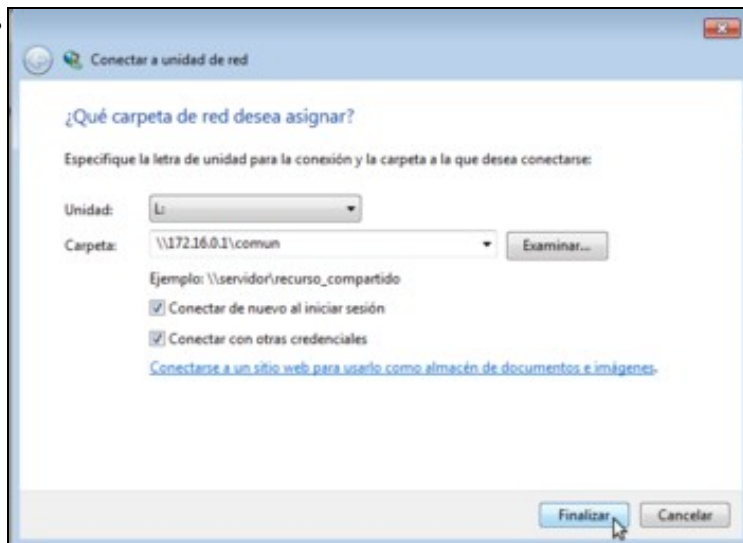 Conectar a unidad de red
¿Qué carpeta de red desea asignar?
Especifique la letra de unidad para la conexión y la carpeta a la que desea conectarse:
Unidad: L:
Carpeta: \\172.16.0.1\comun Examinar...
Ejemplo: \\servidor\recurso_compartido
Conectar de nuevo al iniciar sesión
Conectar con otras credenciales
Conectarse a un sitio web para usarlo como almacén de documentos e imágenes.
Finalizar Cancelar